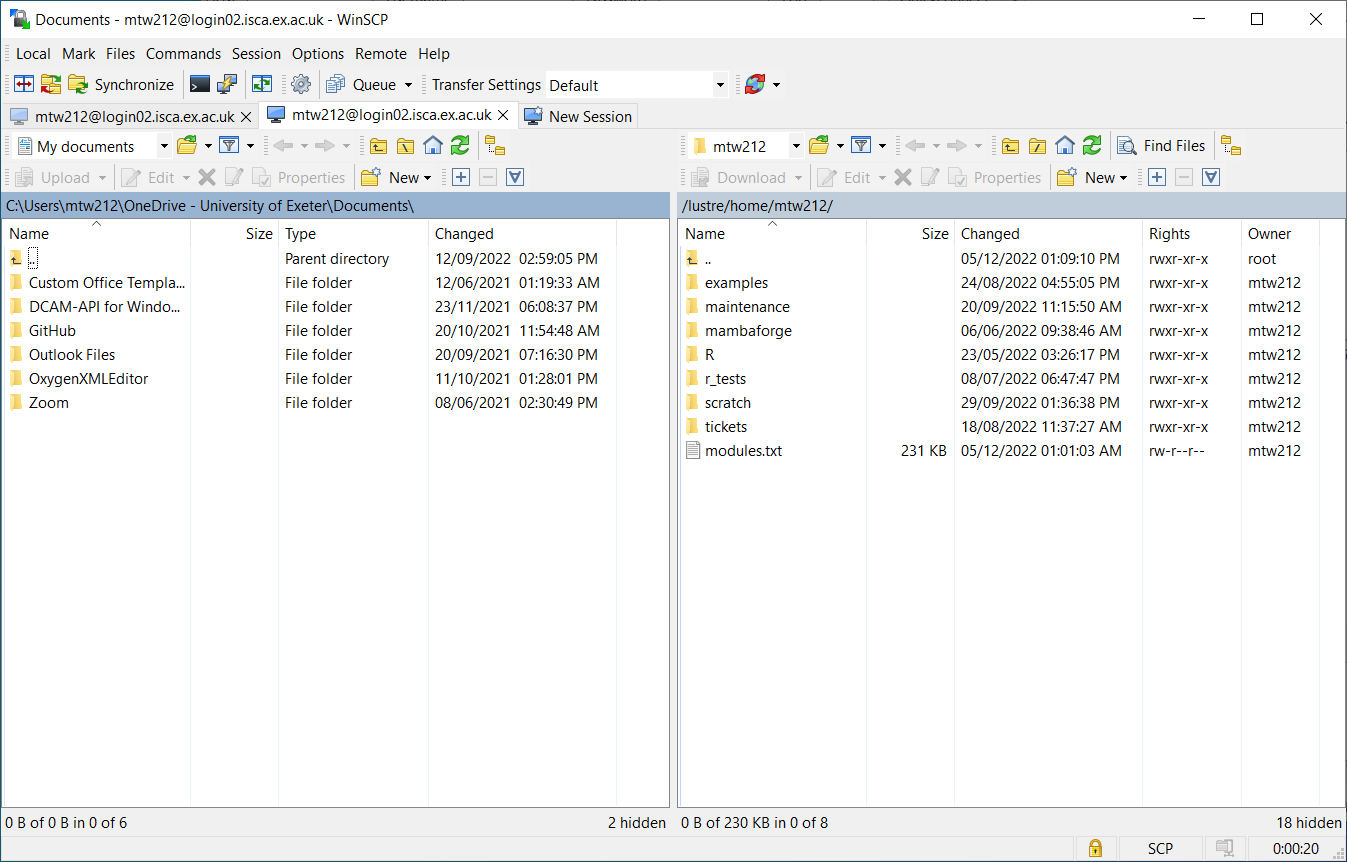 Documents - mtw212@login02.isca.ex.ac.uk - WinSCP
Local Mark Files Commands Session Options Remote Help
Synchronize Queue Transfer Settings Default
mtw212@login02.isca.ex.ac.uk mtw212@login02.isca.ex.ac.uk New Session
My documents mtw212 Find Files
Upload Edit Properties New Download Edit Properties New
C:\Users\mtw212\OneDrive - University of Exeter\Documents\
Name Size Type Changed
.. Parent directory 12/09/2022 02:59:05 PM
Custom Office Templa... File folder 12/06/2021 01:19:33 AM
DCAM-API for Windo... File folder 23/11/2021 06:08:37 PM
GitHub File folder 20/10/2021 11:54:48 AM
Outlook Files File folder 20/09/2021 07:16:30 PM
OxygenXMLEditor File folder 11/10/2021 01:28:01 PM
Zoom File folder 08/06/2021 02:30:49 PM
0 B of 0 B in 0 of 6 2 hidden
/lustre/home/mtw212/
Name Size Changed Rights Owner
.. 05/12/2022 01:09:10 PM rwxr-xr-x root
examples 24/08/2022 04:55:05 PM rwxr-xr-x mtw212
maintenance 20/09/2022 11:15:50 AM rwxr-xr-x mtw212
mambaforge 06/06/2022 09:38:46 AM rwxr-xr-x mtw212
R 23/05/2022 03:26:17 PM rwxr-xr-x mtw212
r_tests 08/07/2022 06:47:47 PM rwxr-xr-x mtw212
scratch 29/09/2022 01:36:38 PM rwxr-xr-x mtw212
tickets 18/08/2022 11:37:27 AM rwxr-xr-x mtw212
modules.txt 231 KB 05/12/2022 01:01:03 AM rw-r--r-- mtw212
0 B of 230 KB in 0 of 8 18 hidden
SCP 0:00:20